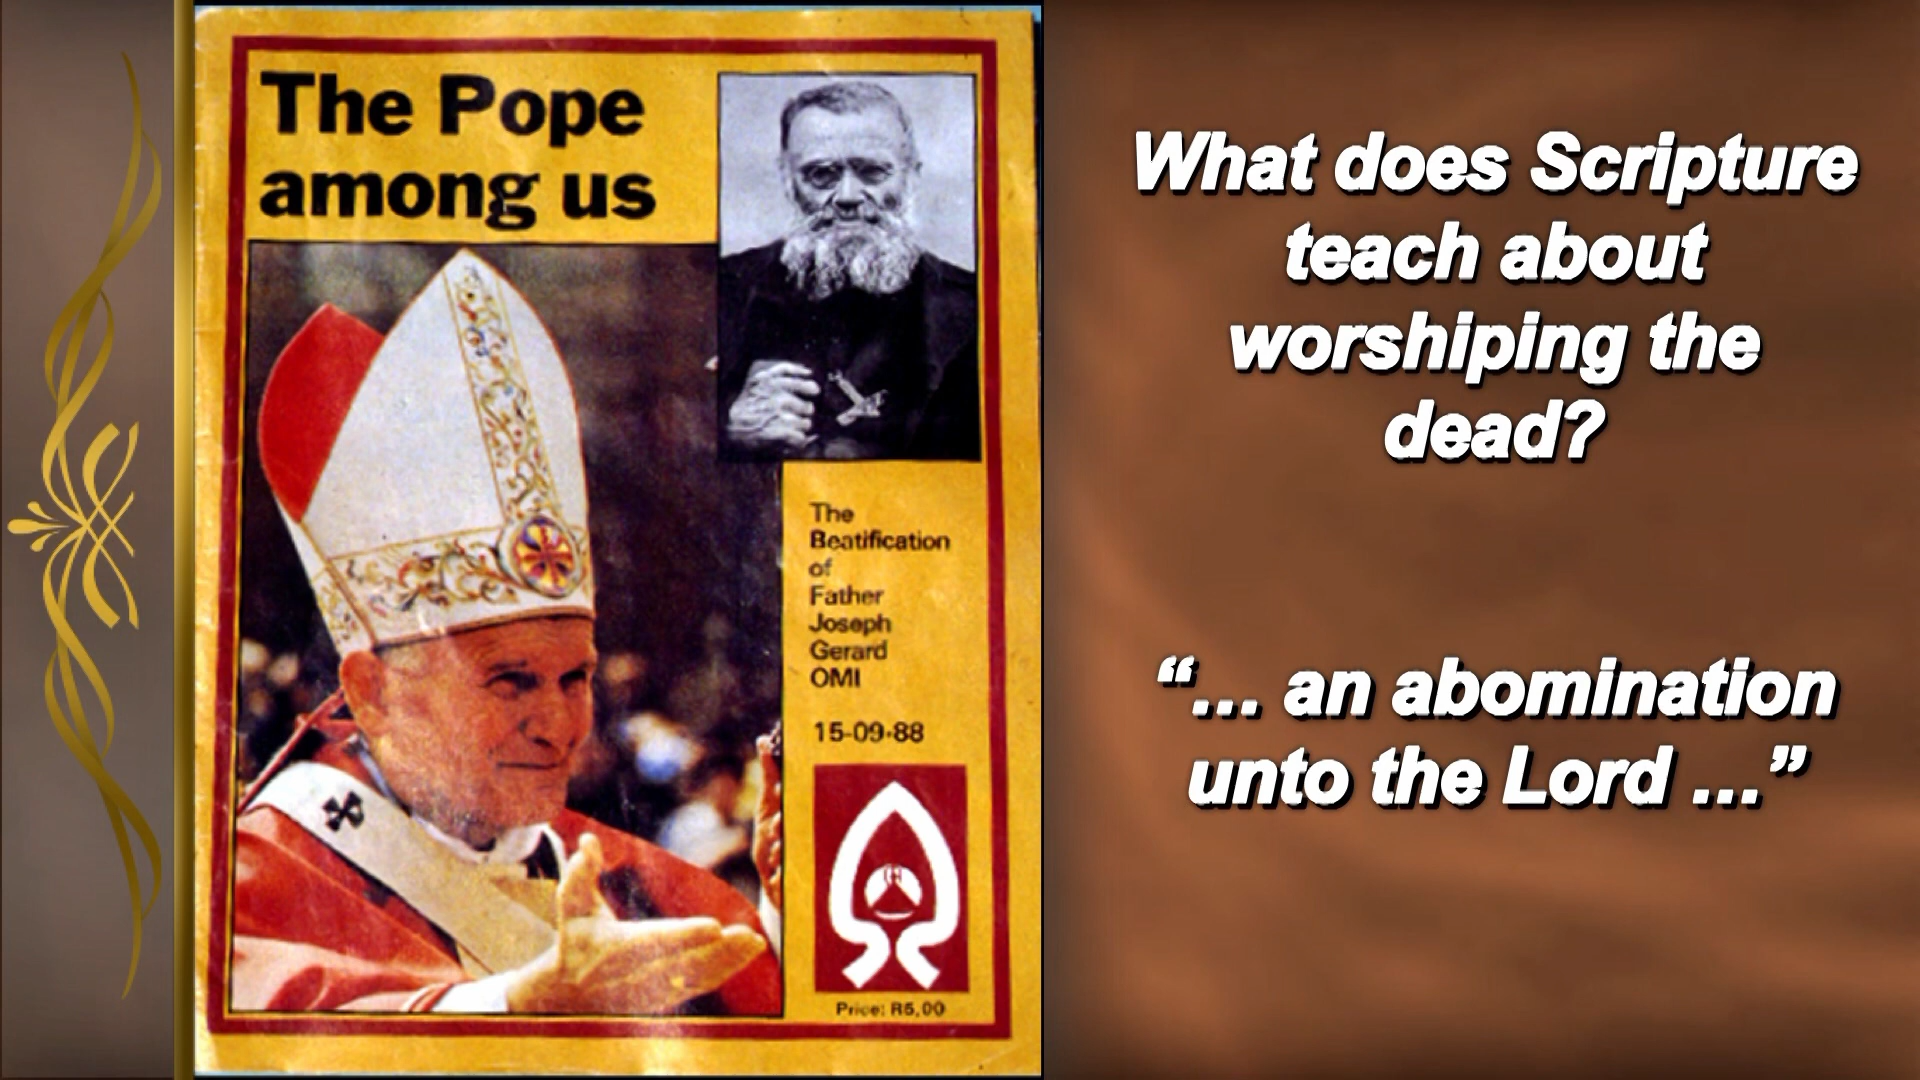 The Pope
among us
The
Beatification
of
Father
Joseph
Gerard
OMI
15-09-88
Price: R5,00
What does Scripture
teach about
worshiping the
dead?
“... an abomination
unto the Lord ...”